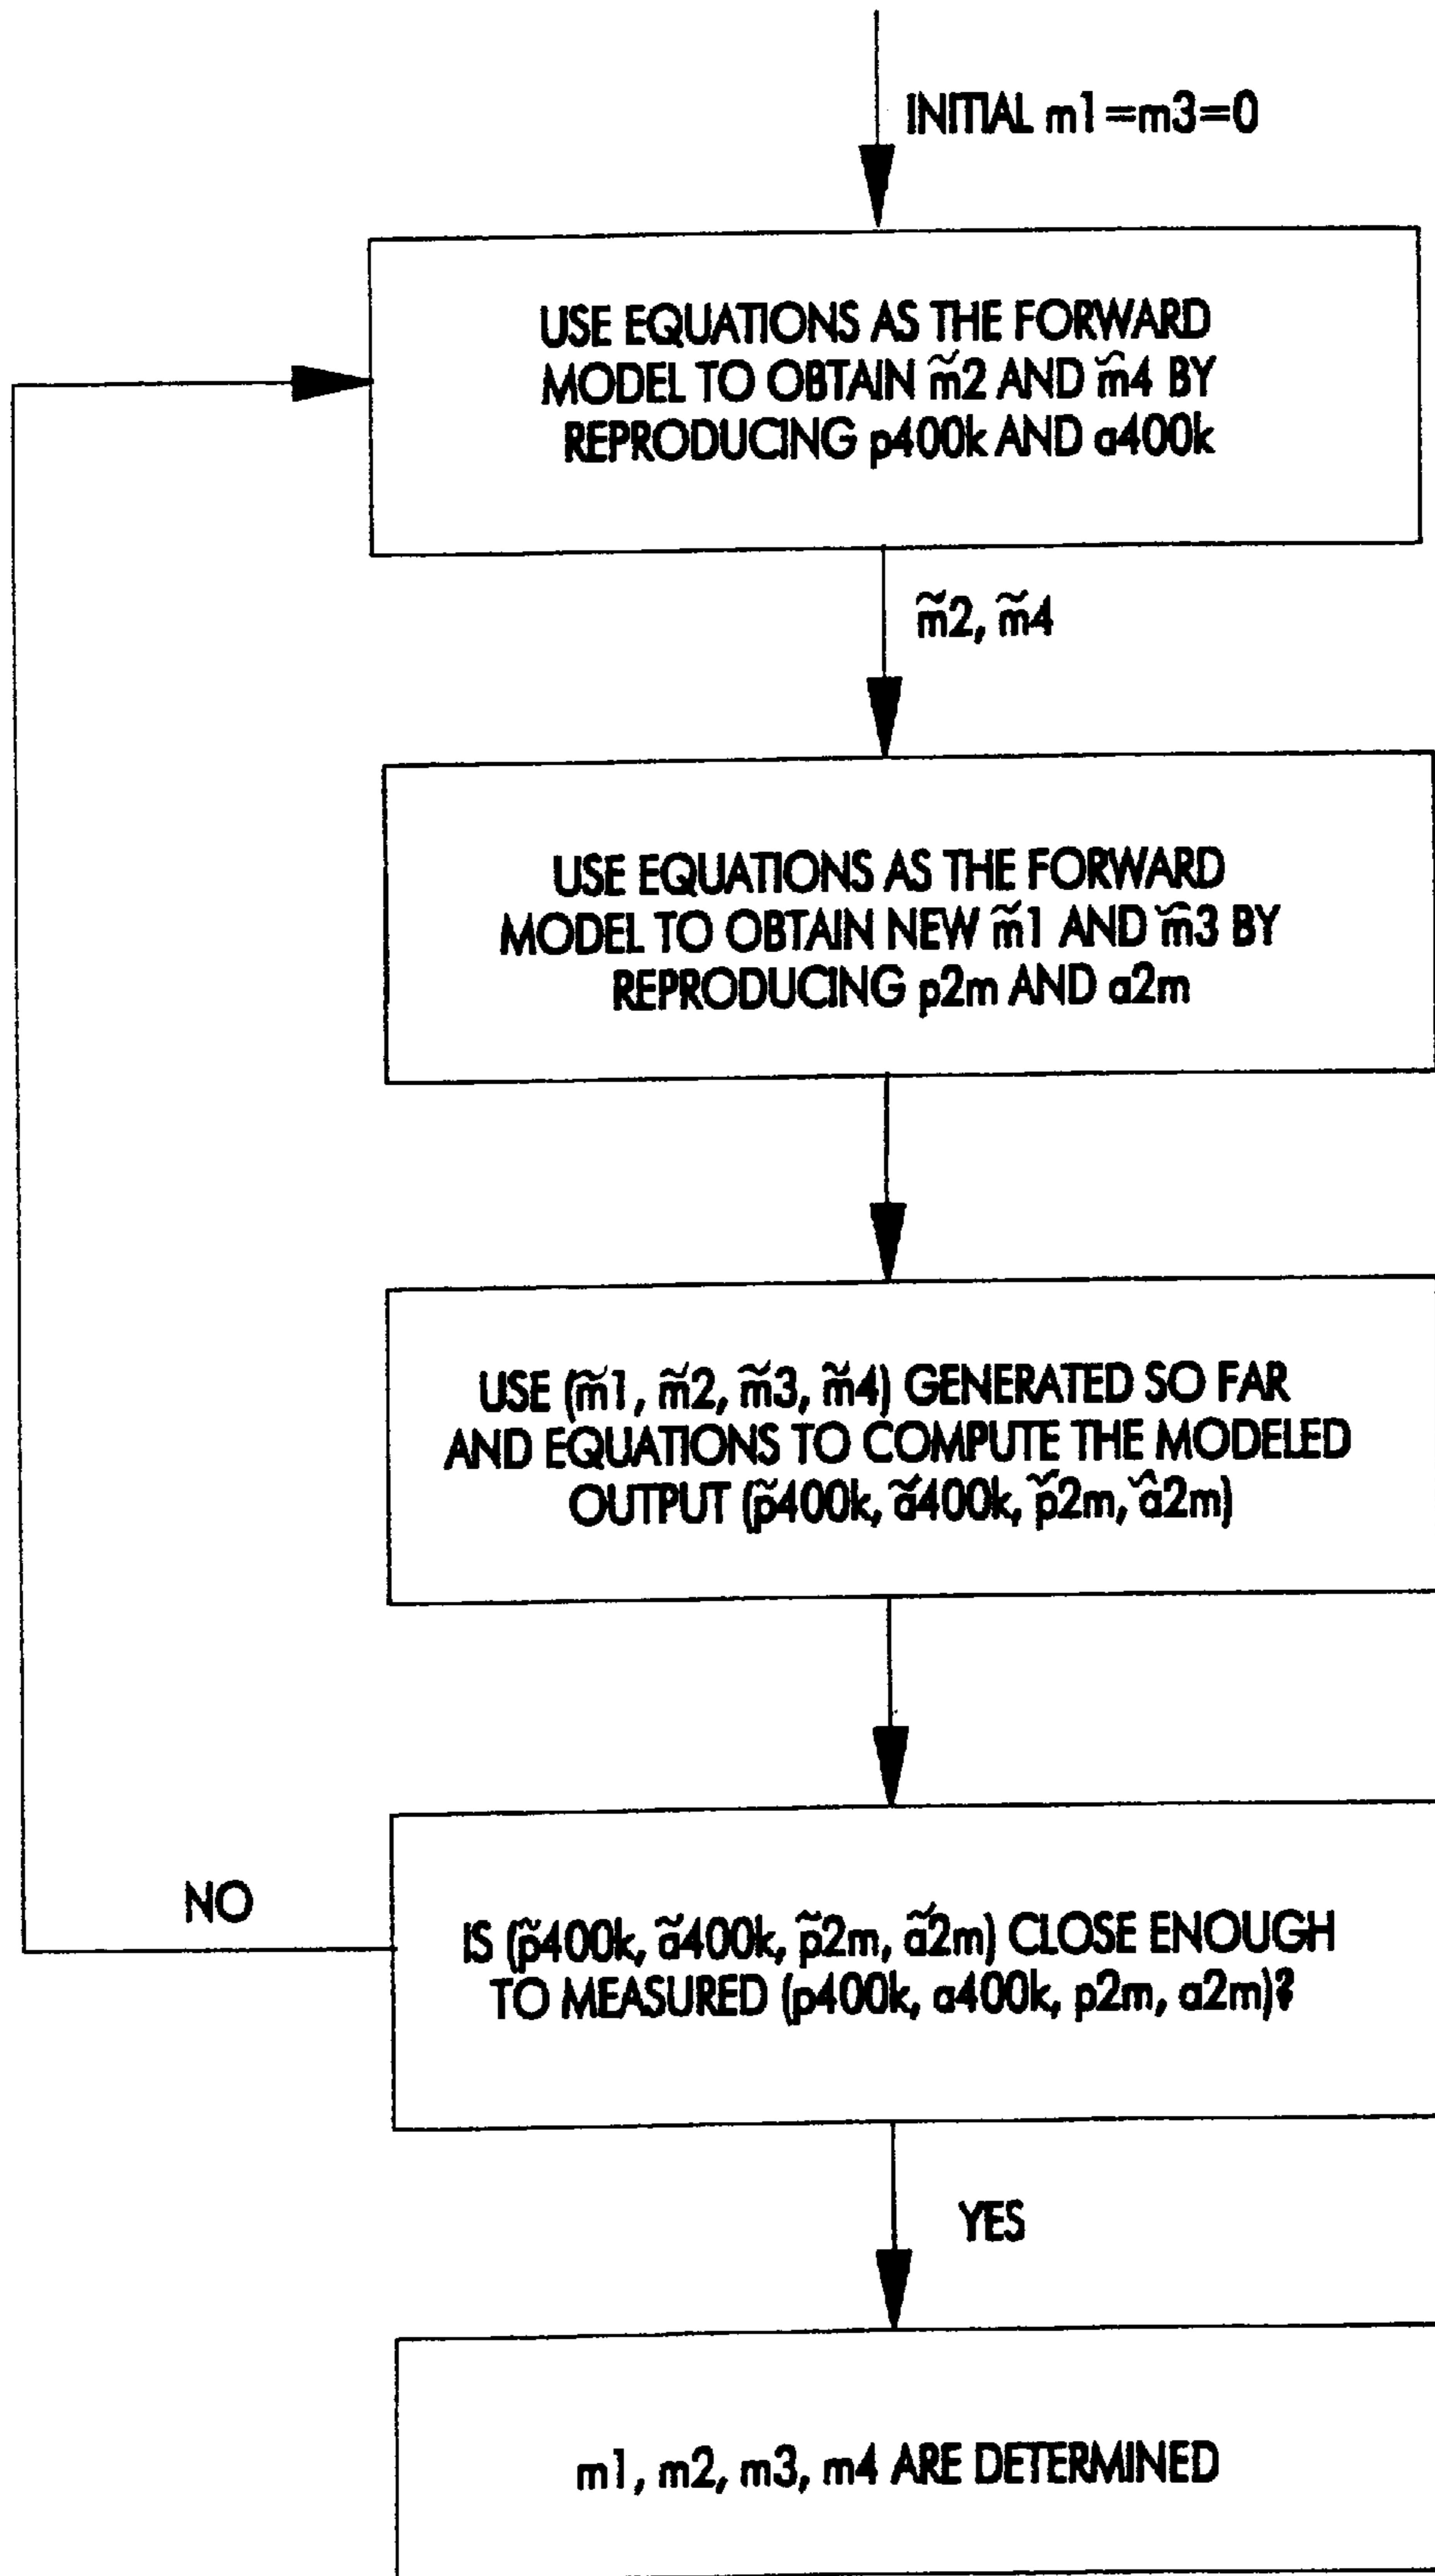 INITIAL m1=m3=0
USE EQUATIONS AS THE FORWARD
MODEL TO OBTAIN m̃2 AND m̃4 BY
REPRODUCING p400k AND a400k
m̃2, m̃4
USE EQUATIONS AS THE FORWARD
MODEL TO OBTAIN NEW m̃1 AND m̃3 BY
REPRODUCING p2m AND a2m
USE (m̃1, m̃2, m̃3, m̃4) GENERATED SO FAR
AND EQUATIONS TO COMPUTE THE MODELED
OUTPUT (p̃400k, ã400k, p̃2m, ã2m)
NO
IS (p̃400k, ã400k, p̃2m, ã2m) CLOSE ENOUGH
TO MEASURED (p400k, a400k, p2m, a2m)?
YES
m1, m2, m3, m4 ARE DETERMINED